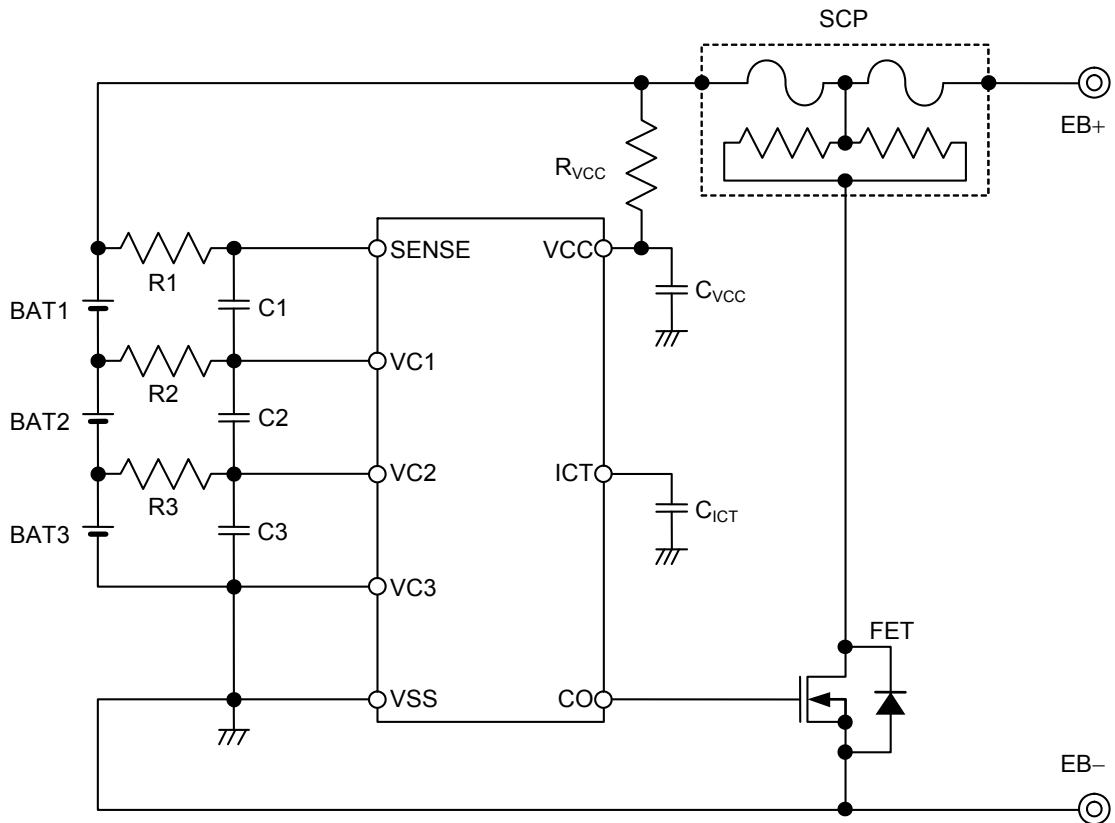 SCP
EB+
RVCC
SENSE
VCC
R1
BAT1
C1
CVCC
VC1
R2
BAT2
C2
VC2
ICT
R3
BAT3
C3
CICT
VC3
FET
VSS
CO
EB−